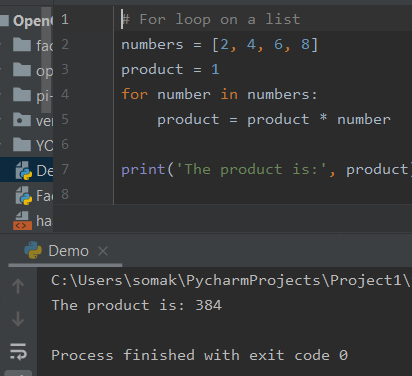 OpenC
fac
op
pi-
ver
YO
De
Fac
ha
1 # For loop on a list
2 numbers = [2, 4, 6, 8]
3 product = 1
4 for number in numbers:
5 product = product * number
6
7 print('The product is:', product)
8
Demo
C:\Users\somak\PycharmProjects\Project1\
The product is: 384
Process finished with exit code 0